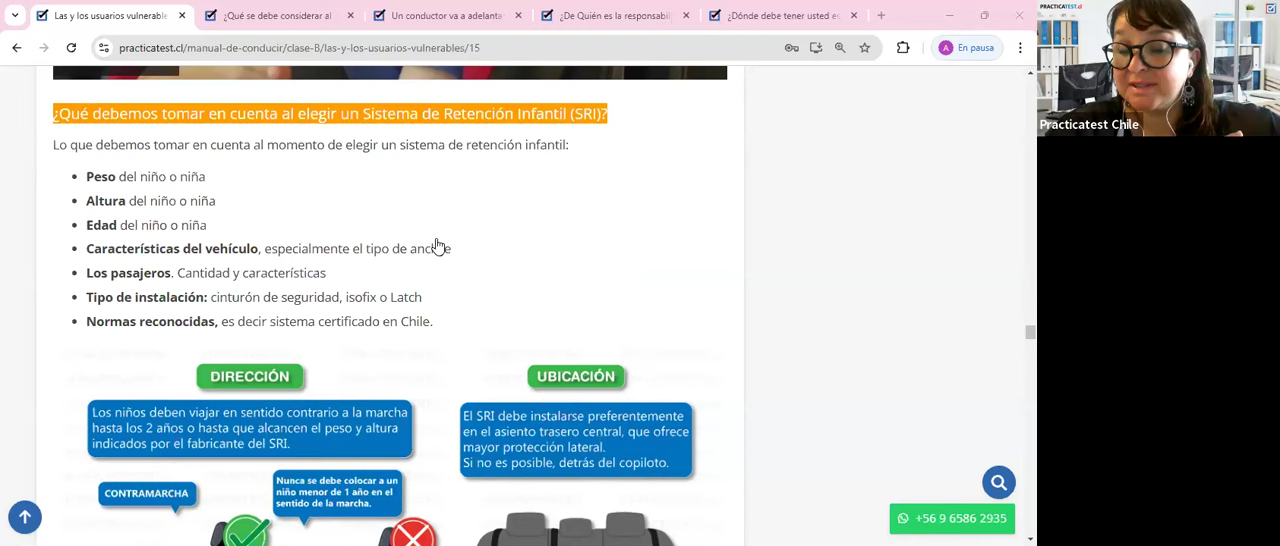 Las y los usuarios vulnerable
¿Qué se debe considerar al
Un conductor va a adelanta
¿De Quién es la responsabil
¿Dónde debe tener usted es
practicatest.cl/manual-de-conducir/clase-B/las-y-los-usuarios-vulnerables/15
A
En pausa
PRACTICATEST.cl
Practicatest Chile
¿Qué debemos tomar en cuenta al elegir un Sistema de Retención Infantil (SRI)?
Lo que debemos tomar en cuenta al momento de elegir un sistema de retención infantil:
Peso del niño o niña
Altura del niño o niña
Edad del niño o niña
Características del vehículo, especialmente el tipo de
Los pasajeros. Cantidad y características
Tipo de instalación: cinturón de seguridad, isofix o Latch
Normas reconocidas, es decir sistema certificado en Chile.
DIRECCIÓN
Los niños deben viajar en sentido contrario a la marcha
hasta los 2 años o hasta que alcancen el peso y altura
indicados por el fabricante del SRI.
CONTRAMARCHA
Nunca se debe colocar a un
niño menor de 1 año en el
sentido de la marcha.
UBICACIÓN
El SRI debe instalarse preferentemente
en el asiento trasero central, que ofrece
mayor protección lateral.
Si no es posible, detrás del copiloto.
+56 9 6586 2935